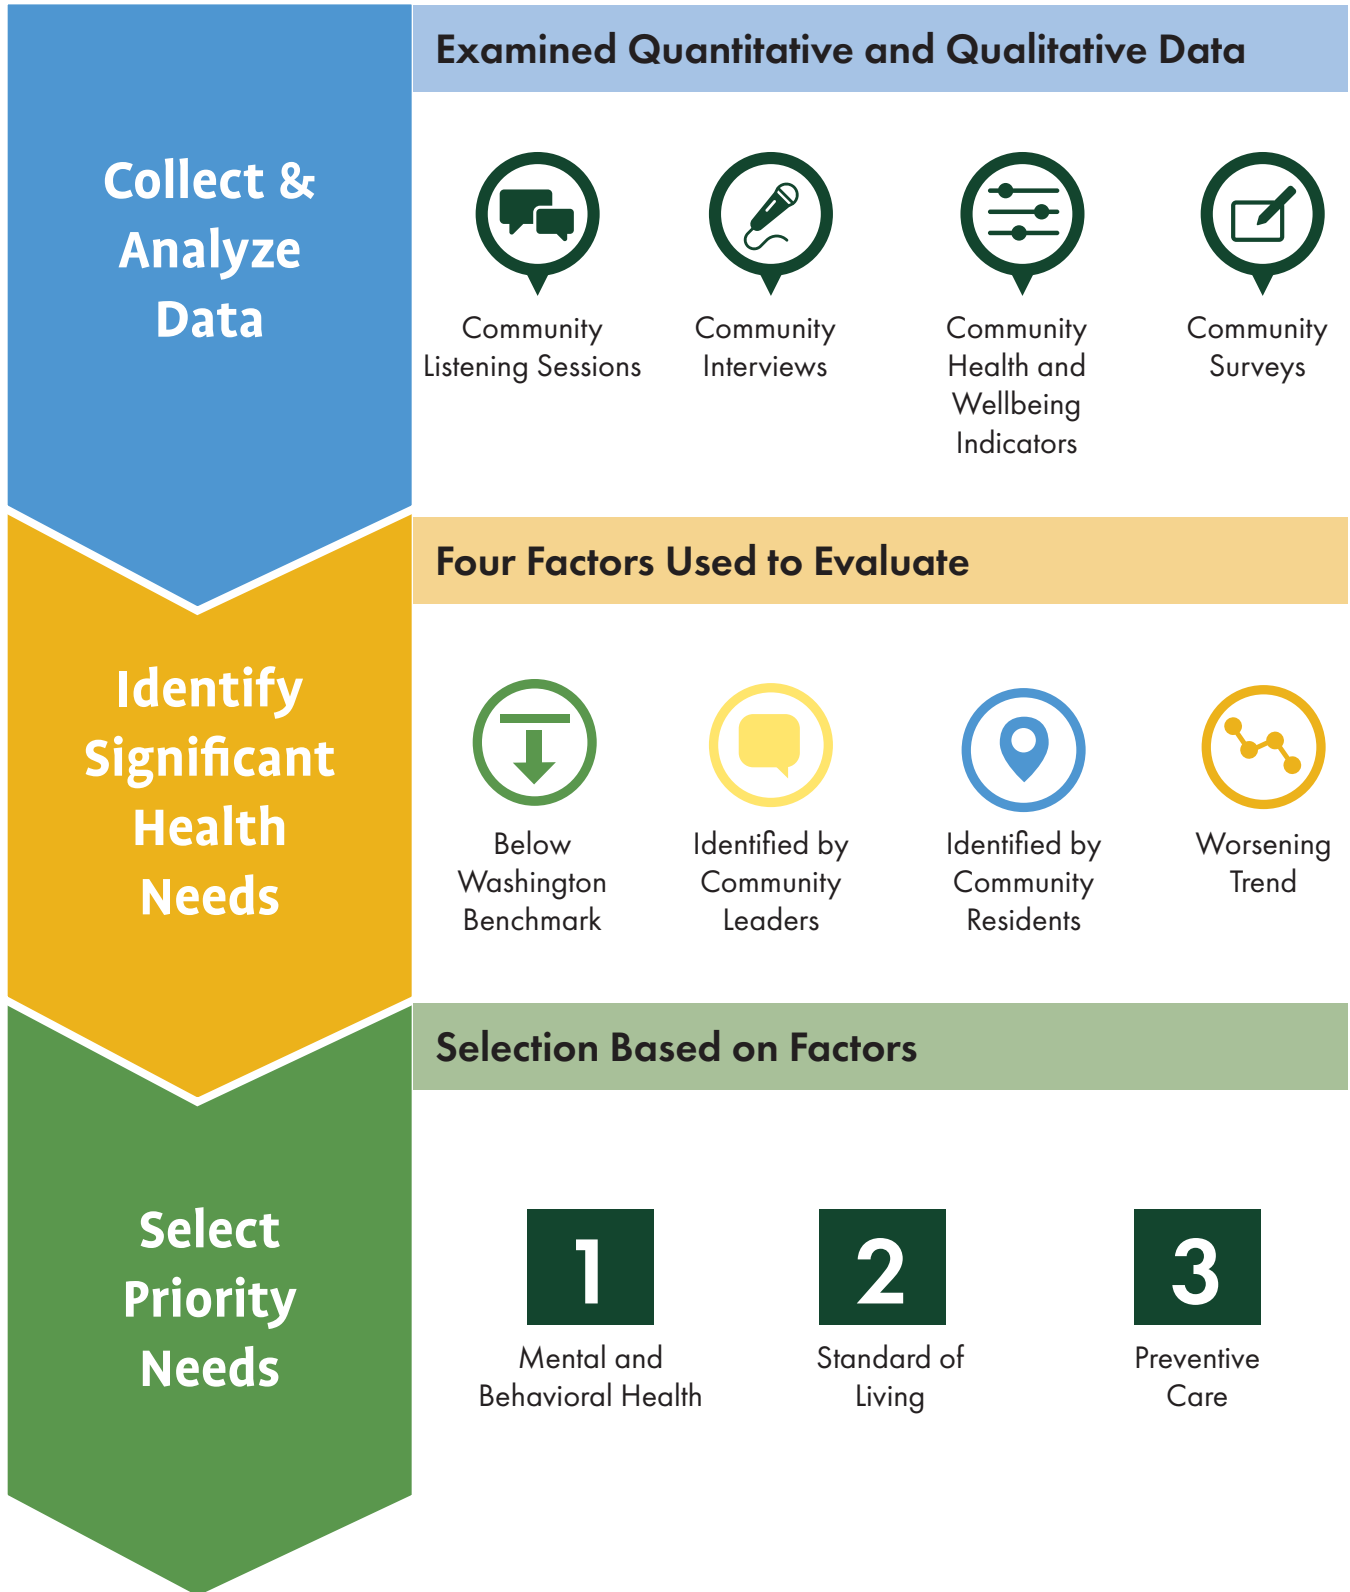 Collect &
Analyze
Data
Examined Quantitative and Qualitative Data
Community
Listening Sessions
Community
Interviews
Community
Health and
Wellbeing
Indicators
Community
Surveys
Identify
Significant
Health
Needs
Four Factors Used to Evaluate
Below
Washington
Benchmark
Identified by
Community
Leaders
Identified by
Community
Residents
Worsening
Trend
Select
Priority
Needs
Selection Based on Factors
1
Mental and
Behavioral Health
2
Standard of
Living
3
Preventive
Care